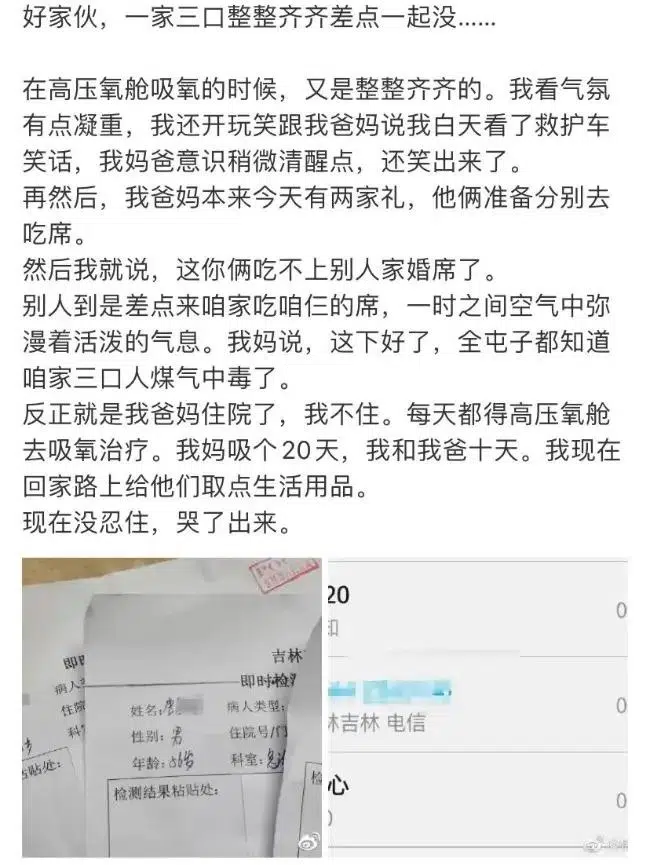 好家伙，一家三口整整齐齐差点一起没......
在高压氧舱吸氧的时候，又是整整齐齐的。我看气氛
有点凝重，我还开玩笑跟我爸妈说我白天看了救护车
笑话，我妈爸意识稍微清醒点，还笑出来了。
再然后，我爸妈本来今天有两家礼，他俩准备分别去
吃席。
然后我就说，这你俩吃不上别人家婚席了。
别人到是差点来咱家吃咱仨的席，一时之间空气中弥
漫着活泼的气息。我妈说，这下好了，全屯子都知道
咱家三口人煤气中毒了。
反正就是我爸妈住院了，我不住。每天都得高压氧舱
去吸氧治疗。我妈吸个20天，我和我爸十天。我现在
回家路上给他们取点生活用品。
现在没忍住，哭了出来。
吉林
即时检测
姓名:
病人类型:
性别: 男
住院号/门
年龄: 56岁
科室:
检测结果粘贴处:
即时
病人
住院
科
粘贴处:
检
20
知
林吉林 电信
心